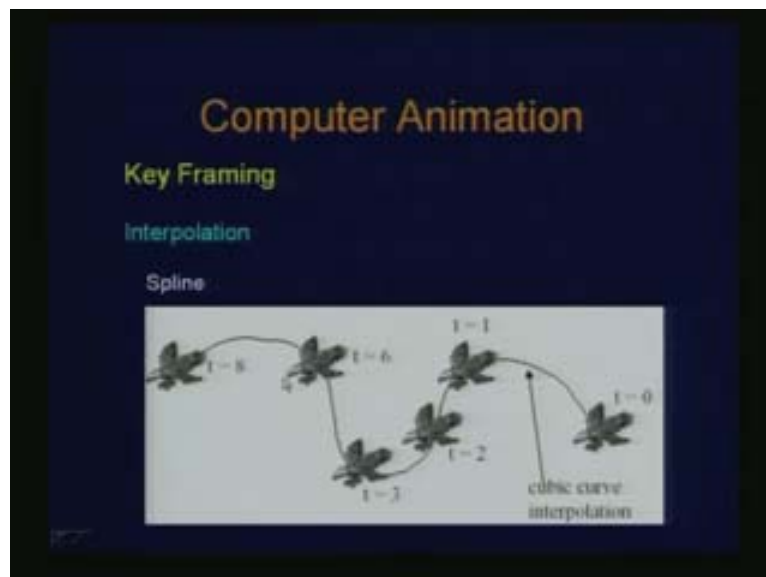 Computer Animation
Key Framing
Interpolation
Spline
t = 1
t = 8
t = 6
t = 0
t = 2
t = 3
cubic curve
interpolation